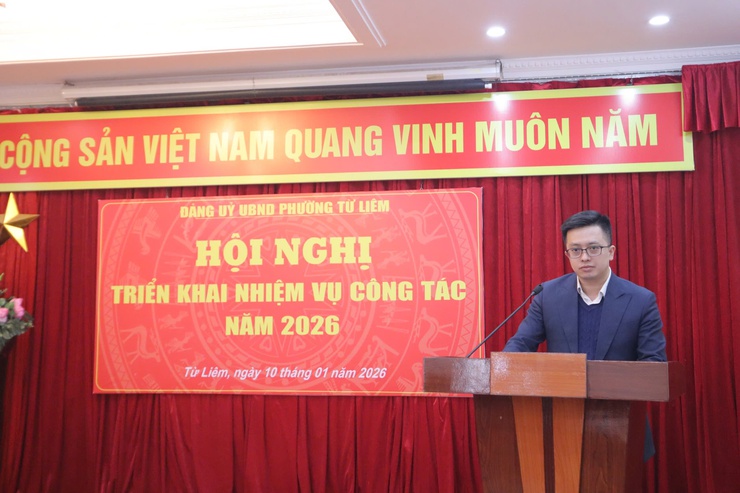 CỘNG SẢN VIỆT NAM QUANG VINH MUÔN NĂM
ĐẢNG UỶ UBND PHƯỜNG TỪ LIÊM
HỘI NGHỊ
TRIỂN KHAI NHIỆM VỤ CÔNG TÁC
NĂM 2026
Từ Liêm, ngày 10 tháng 01 năm 2026